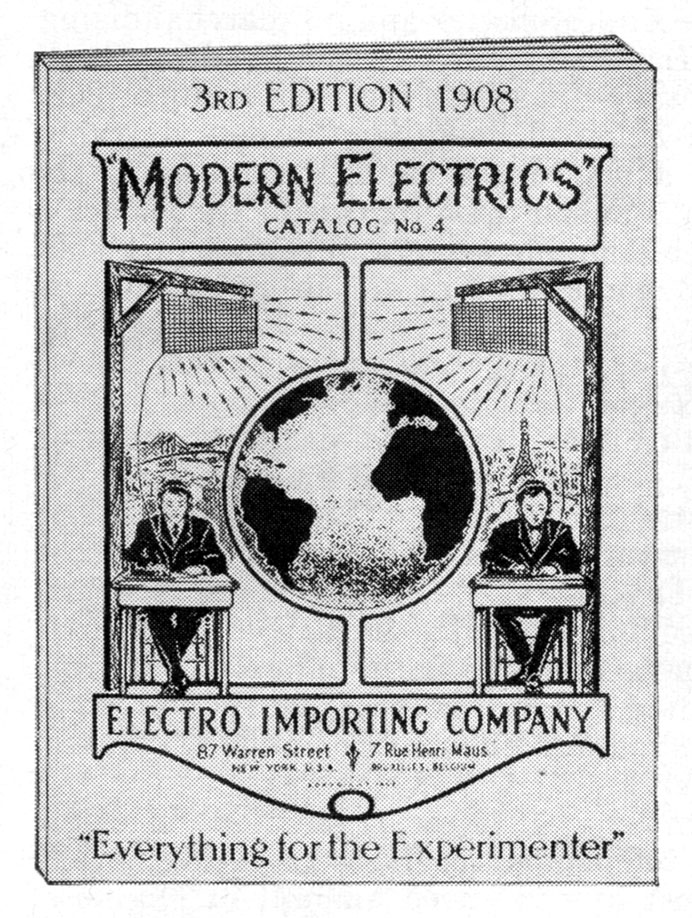 3RD EDITION 1908
"MODERN ELECTRICS"
CATALOG No. 4
ELECTRO IMPORTING COMPANY
87 Warren Street 7 Rue Henri Maus
NEW YORK U.S.A. BRUXELLES, BELGIUM
"Everything for the Experimenter"